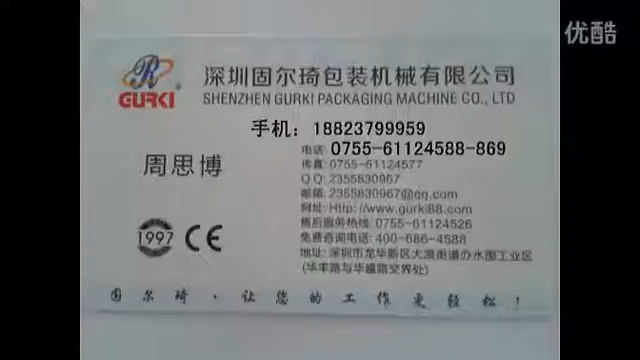 优酷
R
GURKI
深圳固尔琦包装机械有限公司
SHENZHEN GURKI PACKAGING MACHINE CO., LTD
手机：18823799959
电话：0755-61124588-869
传真：0755-61124577
周思博
QQ：2355830967
邮箱：2355830967@qq.com
网址：Http://www.gurki88.com
售后服务热线：0755-61124526
1997 CE
免费咨询电话：400-686-4588
地址：深圳市龙华新区大浪街道办水围工业区
(华丰路与华盛路交界处)
固尔琦，让您的工作更轻松！